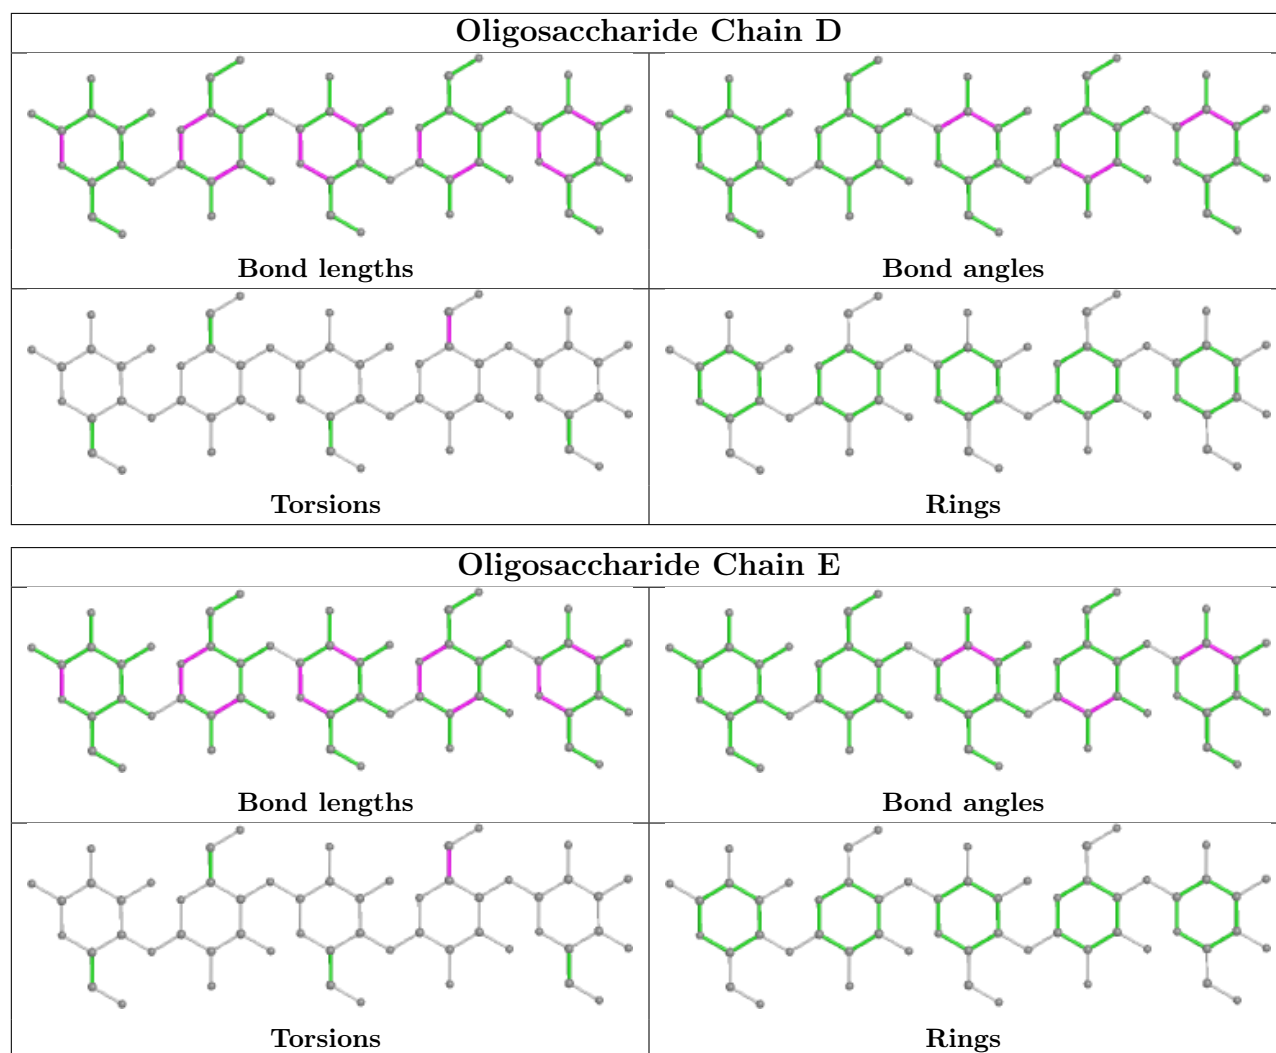 Oligosaccharide Chain D
Bond lengths
Bond angles
Torsions
Rings
Oligosaccharide Chain E
Bond lengths
Bond angles
Torsions
Rings